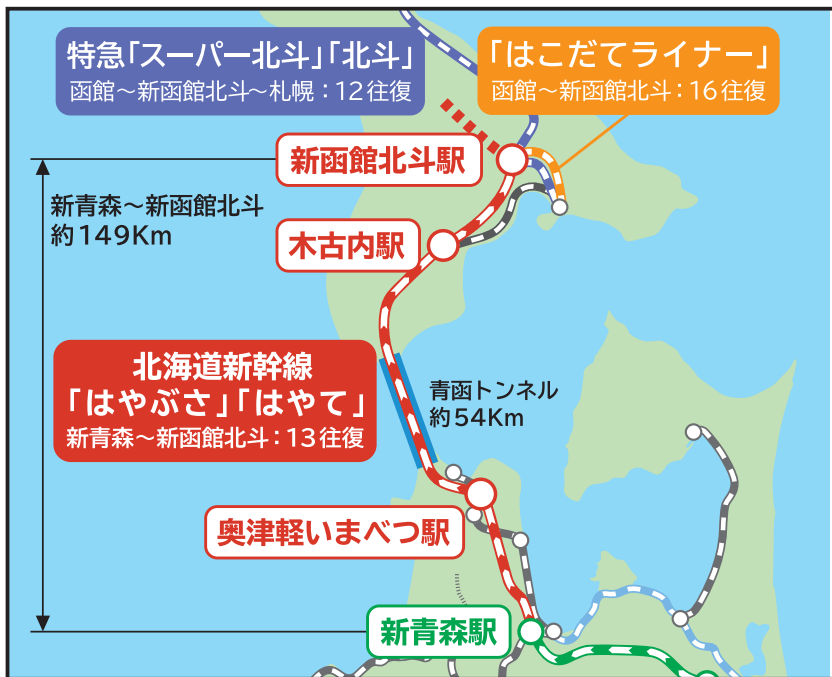 特急「スーパー北斗」「北斗」
函館～新函館北斗～札幌：12往復
「はこだてライナー」
函館～新函館北斗：16往復
新函館北斗駅
新青森～新函館北斗
約149Km
木古内駅
北海道新幹線
「はやぶさ」「はやて」
新青森～新函館北斗：13往復
青函トンネル
約54Km
奥津軽いまべつ駅
新青森駅